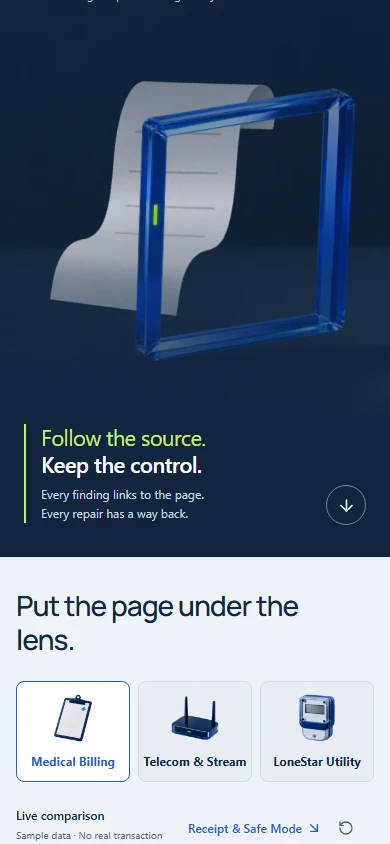 Follow the source.
Keep the control.
Every finding links to the page.
Every repair has a way back.
Put the page under the
lens.
Medical Billing
Telecom & Stream
LoneStar Utility
Live comparison
Sample data · No real transaction
Receipt & Safe Mode